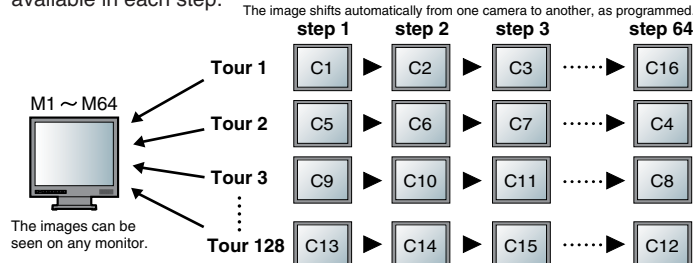 available in each step.
The image shifts automatically from one camera to another, as programmed.
step 1 step 2 step 3 step 64
Tour 1 C1 C2 C3 C16
M1 ~ M64
Tour 2 C5 C6 C7 C4
Tour 3 C9 C10 C11 C8
The images can be
seen on any monitor.
Tour 128 C13 C14 C15 C12